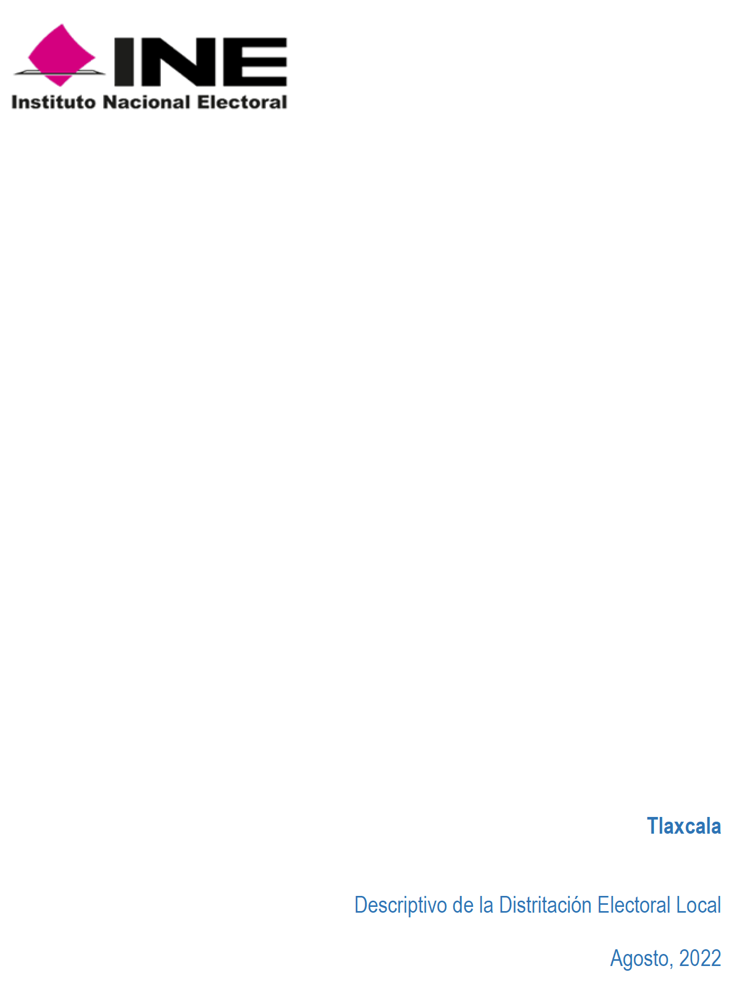 INE
Instituto Nacional Electoral
Tlaxcala
Descriptivo de la Distritación Electoral Local
Agosto, 2022